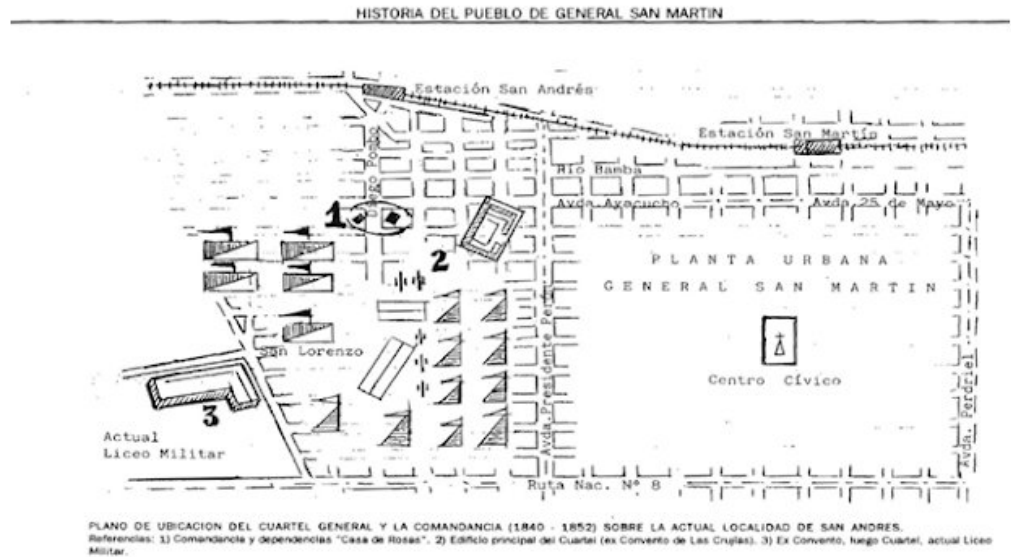 HISTORIA DEL PUEBLO DE GENERAL SAN MARTIN
Estación San Andrés
Estación San Martín
Diego Pombo
Río Bamba
Avda.Ayacucho
Avda.25 de Mayo
1
2
PLANTA URBANA
GENERAL SAN MARTIN
San Lorenzo
Avda.Presidente Perón
Centro Cívico
Avda. Perdriel
3
Actual
Liceo Militar
Ruta Nac. Nº 8
PLANO DE UBICACION DEL CUARTEL GENERAL Y LA COMANDANCIA (1840 - 1852) SOBRE LA ACTUAL LOCALIDAD DE SAN ANDRES.
Referencias: 1) Comandancia y dependencias "Casa de Rosas". 2) Edificio principal del Cuartel (ex Convento de Las Crujías). 3) Ex Convento, luego Cuartel, actual Liceo
Militar.